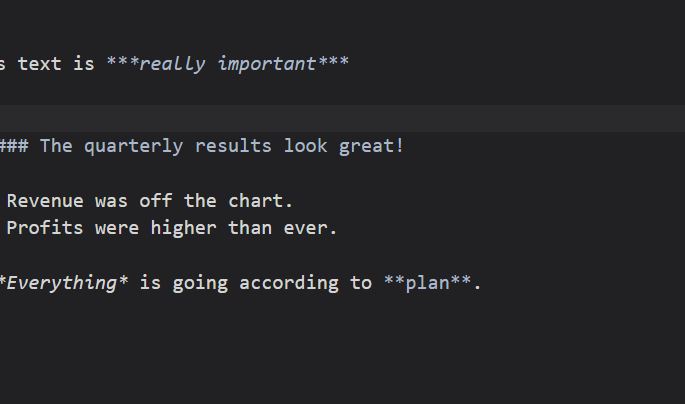 s text is ***really important***
### The quarterly results look great!
Revenue was off the chart.
Profits were higher than ever.
*Everything* is going according to **plan**.